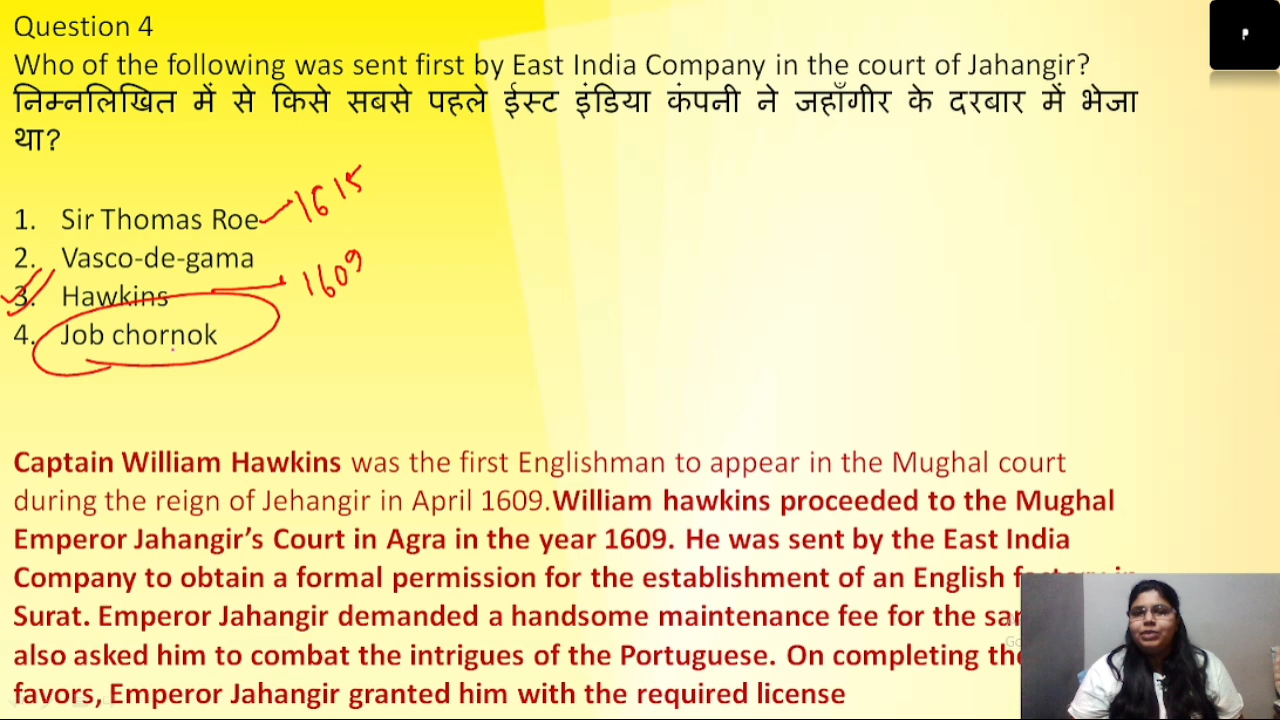 Question 4
Who of the following was sent first by East India Company in the court of Jahangir?
निम्नलिखित में से किसे सबसे पहले ईस्ट इंडिया कंपनी ने जहाँगीर के दरबार में भेजा
था?
1. Sir Thomas Roe 1615
2. Vasco-de-gama
3. Hawkins 1609
4. Job chornok
Captain William Hawkins was the first Englishman to appear in the Mughal court
during the reign of Jehangir in April 1609.William hawkins proceeded to the Mughal
Emperor Jahangir's Court in Agra in the year 1609. He was sent by the East India
Company to obtain a formal permission for the establishment of an English
Surat. Emperor Jahangir demanded a handsome maintenance fee for the
also asked him to combat the intrigues of the Portuguese. On completing
favors, Emperor Jahangir granted him with the required license